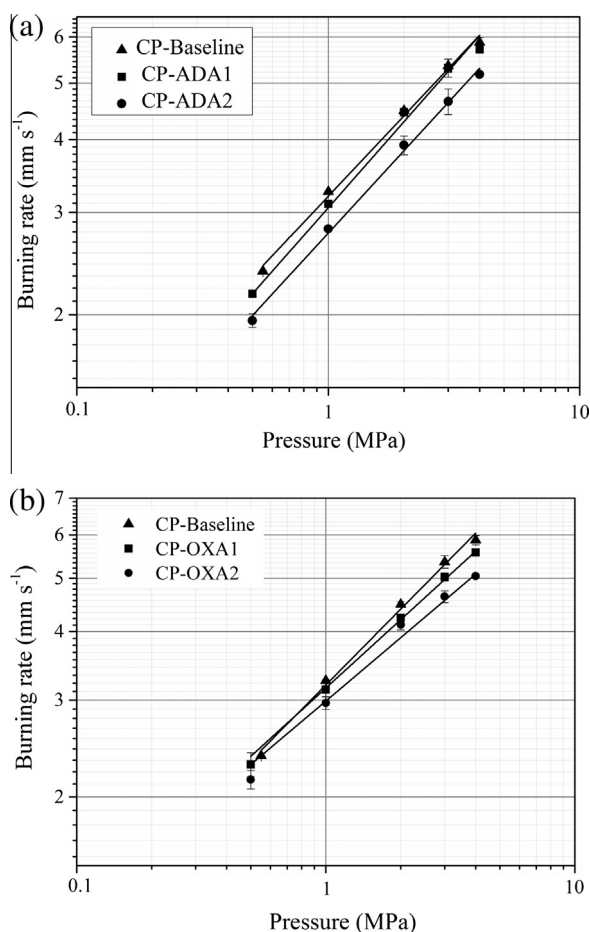 (a)
6
5
4
3
2
CP-Baseline
CP-ADA1
CP-ADA2
Burning rate (mm s⁻¹)
0.1
1
10
Pressure (MPa)
(b)
7
6
5
4
3
2
CP-Baseline
CP-OXA1
CP-OXA2
Burning rate (mm s⁻¹)
0.1
1
10
Pressure (MPa)